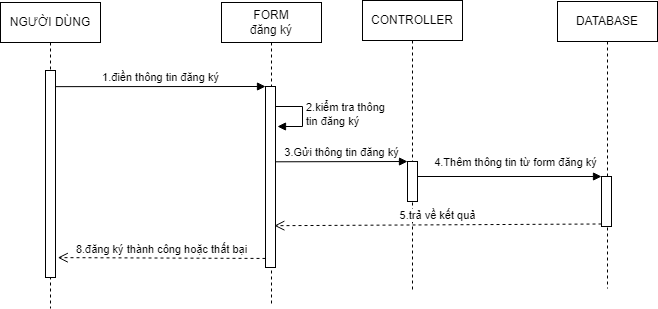 NGƯỜI DÙNG
FORM
đăng ký
CONTROLLER
DATABASE
1.điền thông tin đăng ký
2.kiểm tra thông
tin đăng ký
3.Gửi thông tin đăng ký
4.Thêm thông tin từ form đăng ký
5.trả về kết quả
8.đăng ký thành công hoặc thất bại